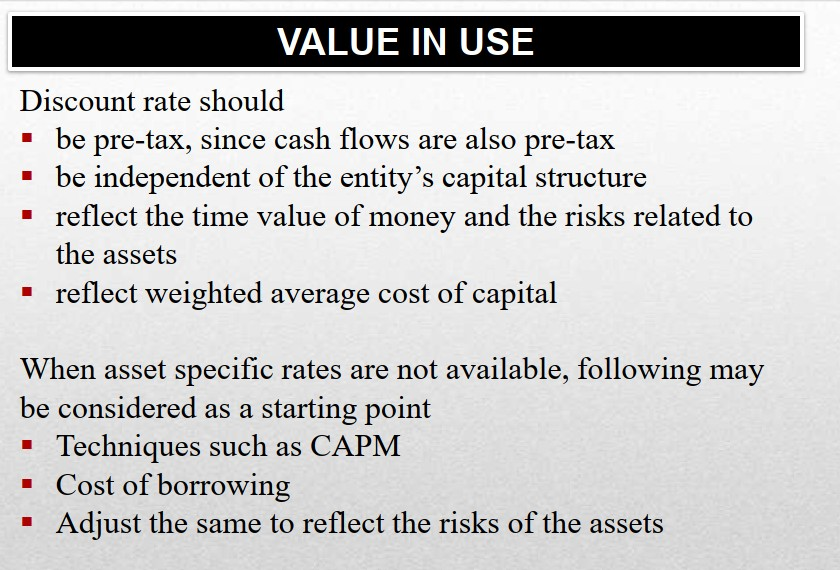 VALUE IN USE
Discount rate should
▪ be pre-tax, since cash flows are also pre-tax
▪ be independent of the entity’s capital structure
▪ reflect the time value of money and the risks related to
the assets
▪ reflect weighted average cost of capital
When asset specific rates are not available, following may
be considered as a starting point
▪ Techniques such as CAPM
▪ Cost of borrowing
▪ Adjust the same to reflect the risks of the assets